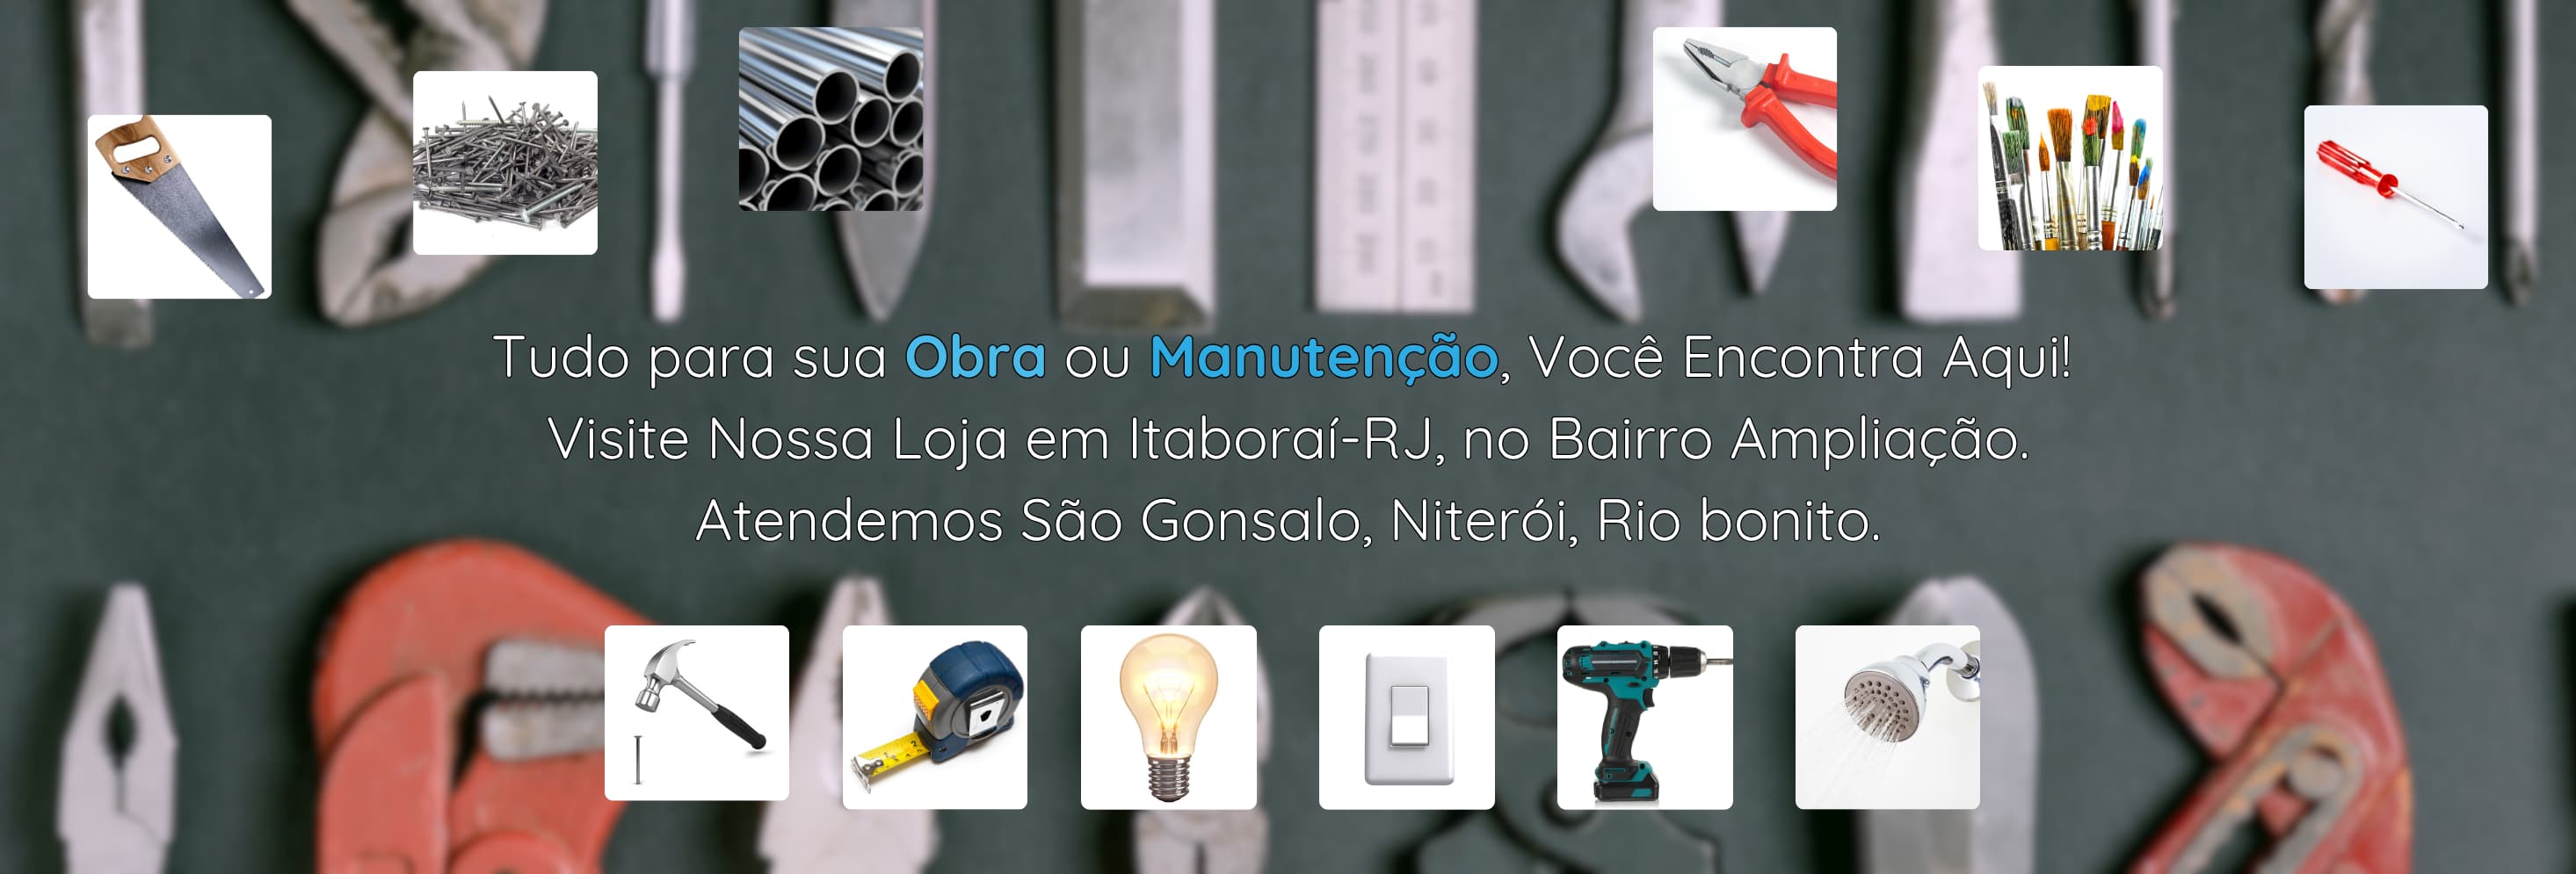 Tudo para sua Obra ou Manutenção, Você Encontra Aqui!
Visite Nossa Loja em Itaboraí-RJ, no Bairro Ampliação.
Atendemos São Gonsalo, Niterói, Rio bonito.